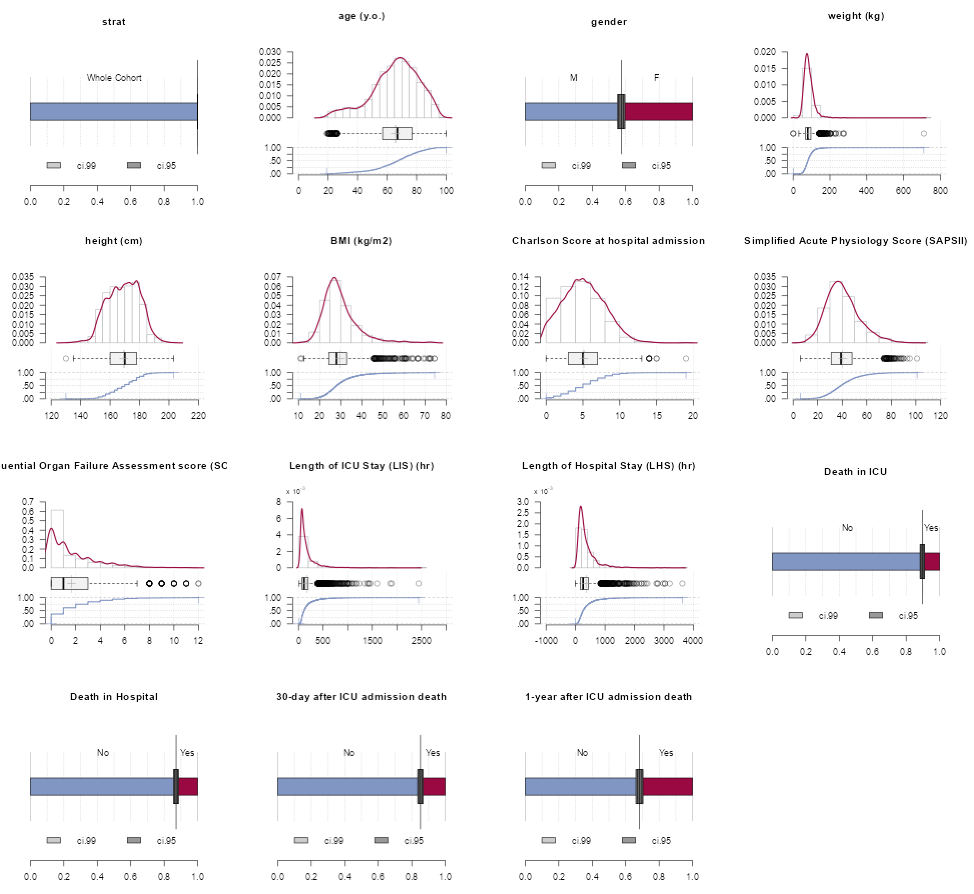 strat
Whole Cohort
ci.99 ci.95
0.0 0.2 0.4 0.6 0.8 1.0
age (y.o.)
0.030
0.025
0.020
0.015
0.010
0.005
0.000
1.00
.50
.00
0 20 40 60 80 100
gender
M F
ci.99 ci.95
0.0 0.2 0.4 0.6 0.8 1.0
weight (kg)
0.020
0.015
0.010
0.005
0.000
1.00
.50
.00
0 200 400 600 800
height (cm)
0.035
0.030
0.025
0.020
0.015
0.010
0.005
0.000
1.00
.50
.00
120 140 160 180 200 220
BMI (kg/m2)
0.07
0.06
0.05
0.04
0.03
0.02
0.01
0.00
1.00
.50
.00
10 20 30 40 50 60 70 80
Charlson Score at hospital admission
0.14
0.12
0.10
0.08
0.06
0.04
0.02
0.00
1.00
.50
.00
0 5 10 15 20
Simplified Acute Physiology Score (SAPSII)
0.035
0.030
0.025
0.020
0.015
0.010
0.005
0.000
1.00
.50
.00
0 20 40 60 80 100 120
uential Organ Failure Assessment score (SO
0.7
0.6
0.5
0.4
0.3
0.2
0.1
0.0
1.00
.50
.00
0 2 4 6 8 10 12
Length of ICU Stay (LIS) (hr)
x 10⁻³
8
6
4
2
0
1.00
.50
.00
0 500 1500 2500
Length of Hospital Stay (LHS) (hr)
x 10⁻³
3.0
2.5
2.0
1.5
1.0
0.5
0.0
1.00
.50
.00
-1000 0 1000 2000 3000 4000
Death in ICU
No Yes
ci.99 ci.95
0.0 0.2 0.4 0.6 0.8 1.0
Death in Hospital
No Yes
ci.99 ci.95
0.0 0.2 0.4 0.6 0.8 1.0
30-day after ICU admission death
No Yes
ci.99 ci.95
0.0 0.2 0.4 0.6 0.8 1.0
1-year after ICU admission death
No Yes
ci.99 ci.95
0.0 0.2 0.4 0.6 0.8 1.0